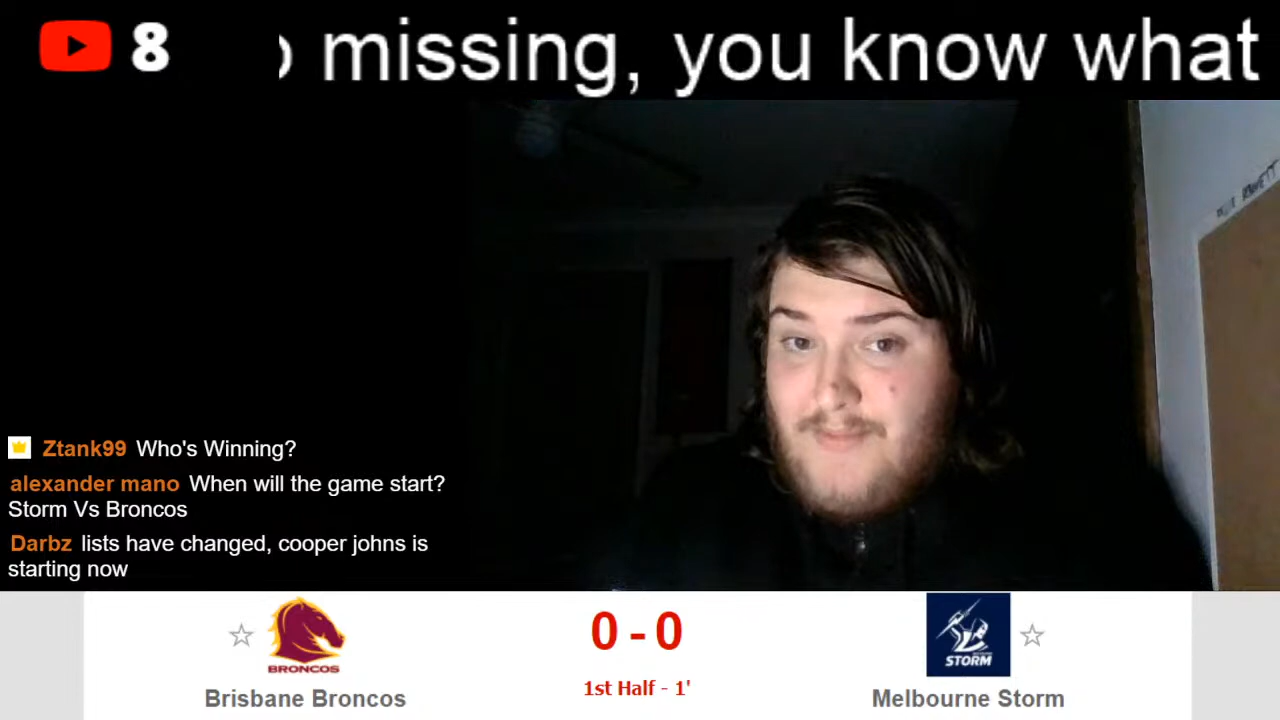 8
missing, you know what
Ztank99 Who's Winning?
alexander mano When will the game start?
Storm Vs Broncos
Darbz lists have changed, cooper johns is
starting now
0 - 0
BRONCOS
STORM
1st Half - 1'
Brisbane Broncos
Melbourne Storm